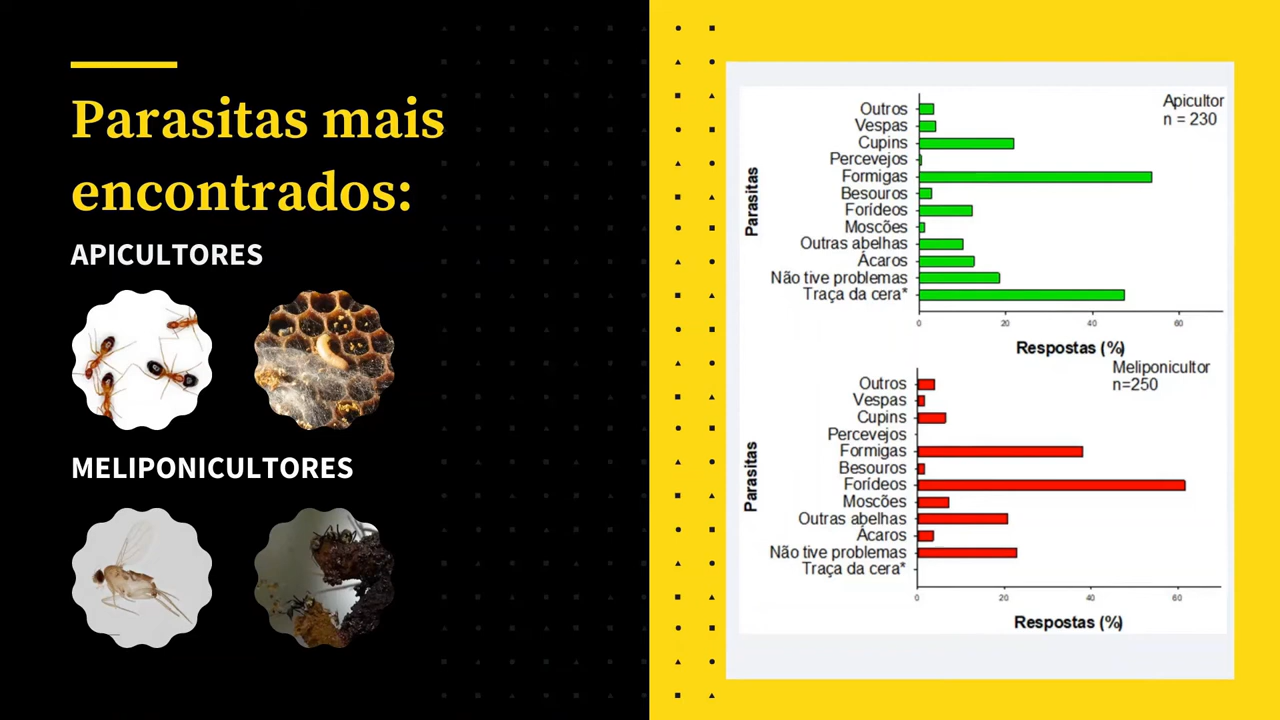 Parasitas mais
encontrados:
APICULTORES
MELIPONICULTORES
Apicultor
n = 230
Parasitas
Outros
Vespas
Cupins
Percevejos
Formigas
Besouros
Forídeos
Moscões
Outras abelhas
Ácaros
Não tive problemas
Traça da cera*
0 20 40 60
Respostas (%)
Meliponicultor
n=250
Parasitas
Outros
Vespas
Cupins
Percevejos
Formigas
Besouros
Forídeos
Moscões
Outras abelhas
Ácaros
Não tive problemas
Traça da cera*
0 20 40 60
Respostas (%)